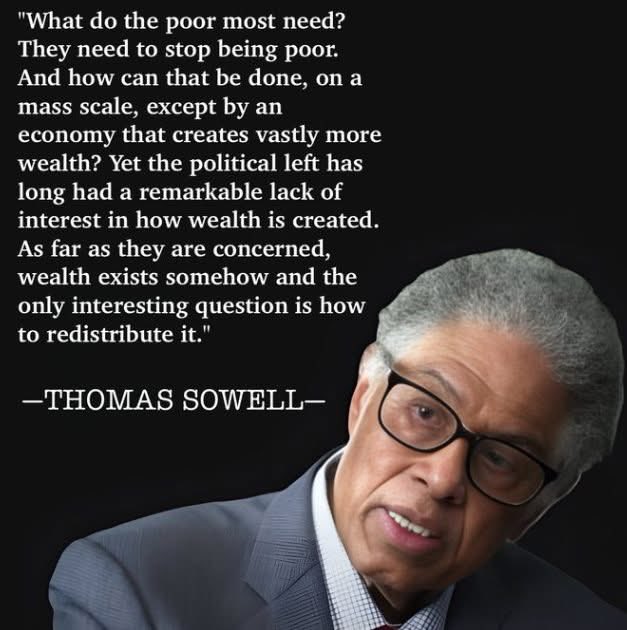 "What do the poor most need?
They need to stop being poor.
And how can that be done, on a
mass scale, except by an
economy that creates vastly more
wealth? Yet the political left has
long had a remarkable lack of
interest in how wealth is created.
As far as they are concerned,
wealth exists somehow and the
only interesting question is how
to redistribute it."
—THOMAS SOWELL—